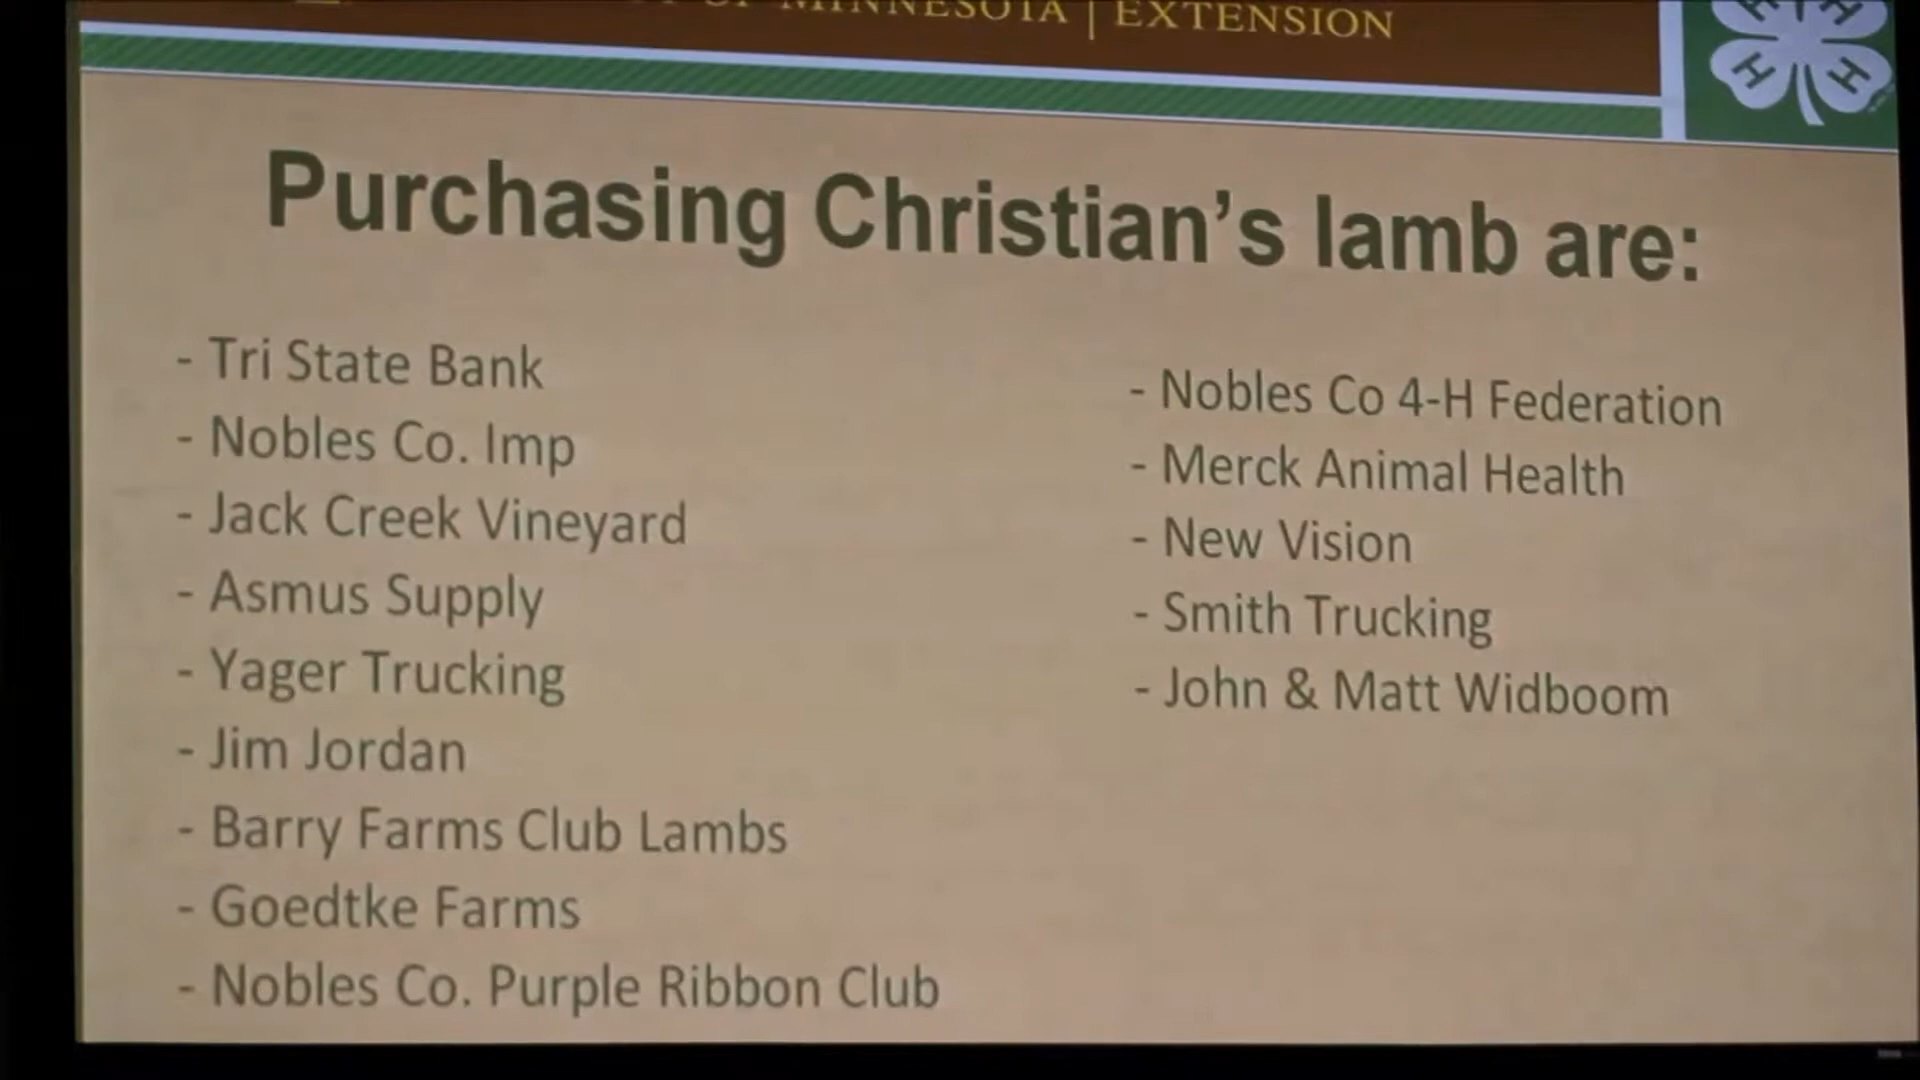 OF MINNESOTA | EXTENSION
H H
H H
Purchasing Christian's lamb are:
- Tri State Bank
- Nobles Co. Imp
- Jack Creek Vineyard
- Asmus Supply
- Yager Trucking
- Jim Jordan
- Barry Farms Club Lambs
- Goedtke Farms
- Nobles Co. Purple Ribbon Club
- Nobles Co 4-H Federation
- Merck Animal Health
- New Vision
- Smith Trucking
- John & Matt Widboom